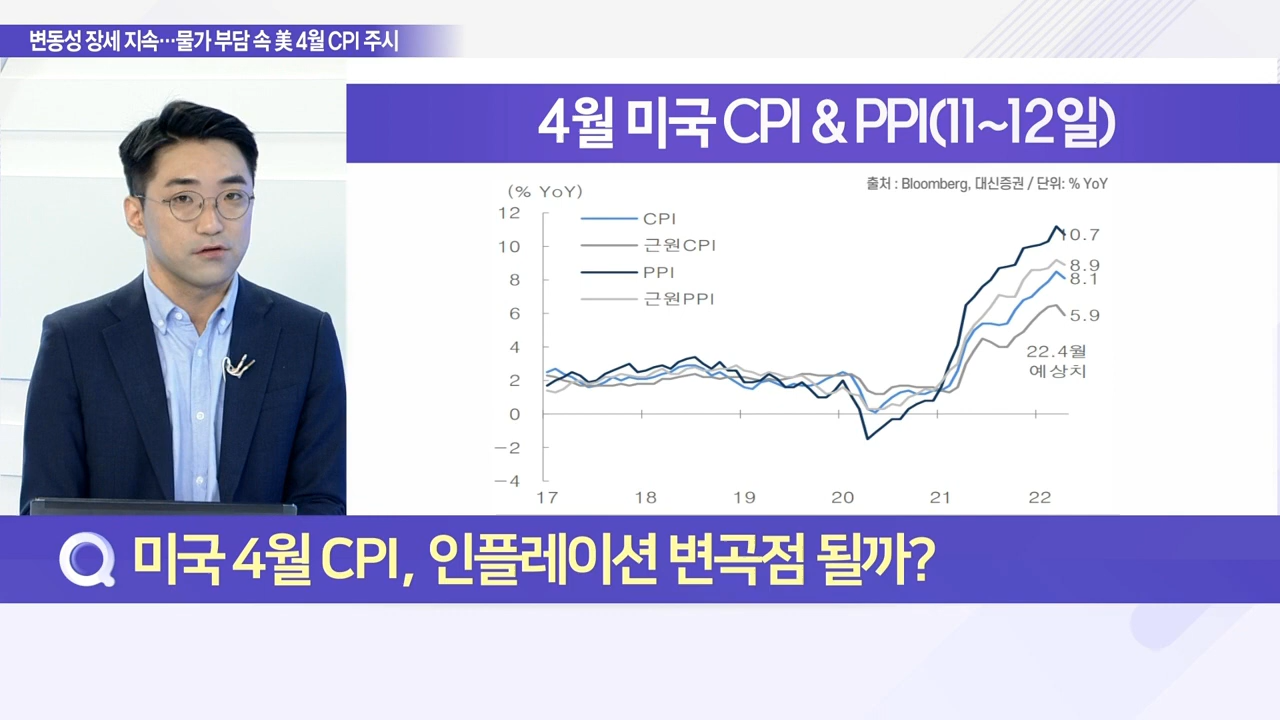 변동성 장세 지속…물가 부담 속 美 4월 CPI 주시
4월 미국 CPI & PPI(11~12일)
출처 : Bloomberg, 대신증권 / 단위: % YoY
(% YoY)
12
10
8
6
4
2
0
-2
-4
CPI
근원CPI
PPI
근원PPI
10.7
8.9
8.1
5.9
22.4월
예상치
17 18 19 20 21 22
Q 미국 4월 CPI, 인플레이션 변곡점 될까?